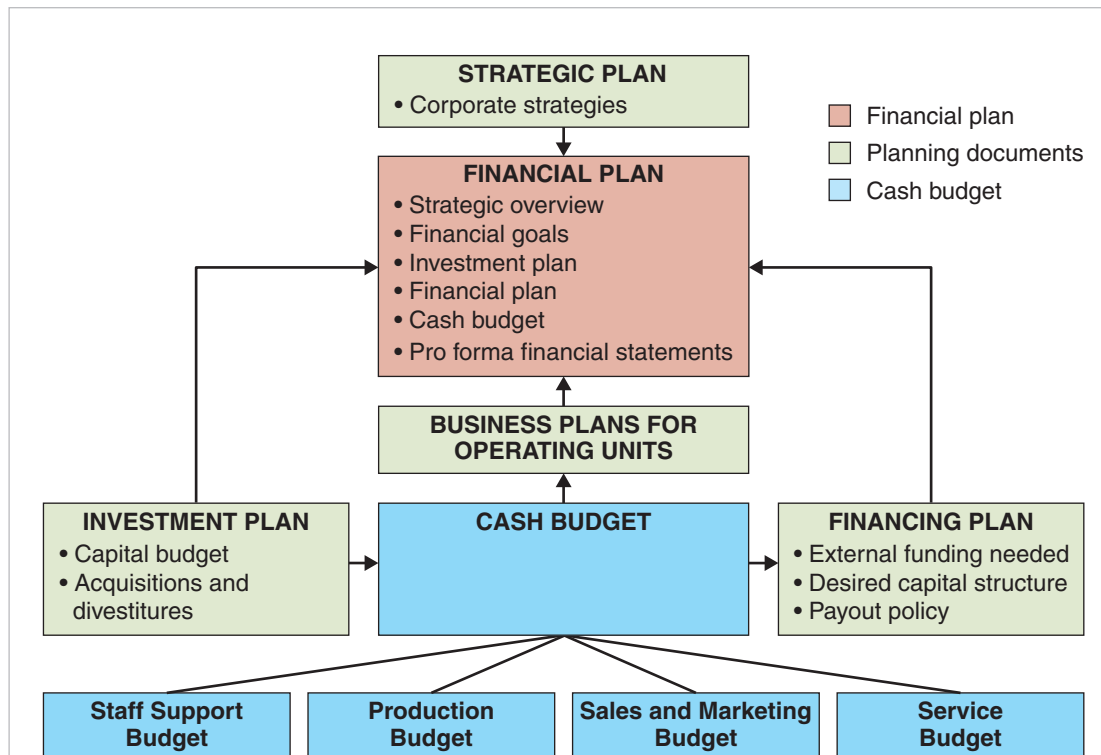 STRATEGIC PLAN
• Corporate strategies
Financial plan
Planning documents
Cash budget
FINANCIAL PLAN
• Strategic overview
• Financial goals
• Investment plan
• Financial plan
• Cash budget
• Pro forma financial statements
BUSINESS PLANS FOR
OPERATING UNITS
INVESTMENT PLAN
• Capital budget
• Acquisitions and
divestitures
CASH BUDGET
FINANCING PLAN
• External funding needed
• Desired capital structure
• Payout policy
Staff Support
Budget
Production
Budget
Sales and Marketing
Budget
Service
Budget